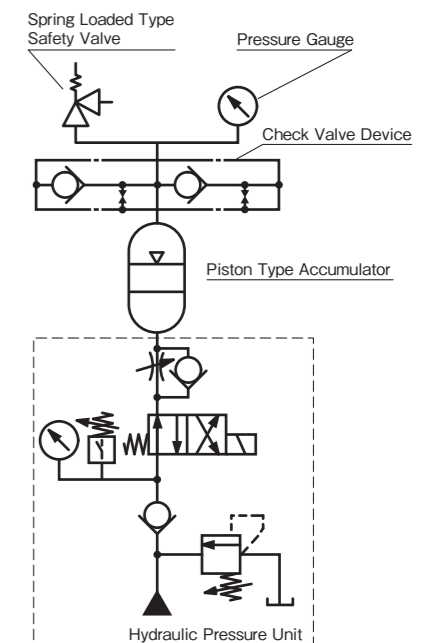 Spring Loaded Type
Safety Valve
Pressure Gauge
Check Valve Device
Piston Type Accumulator
Hydraulic Pressure Unit